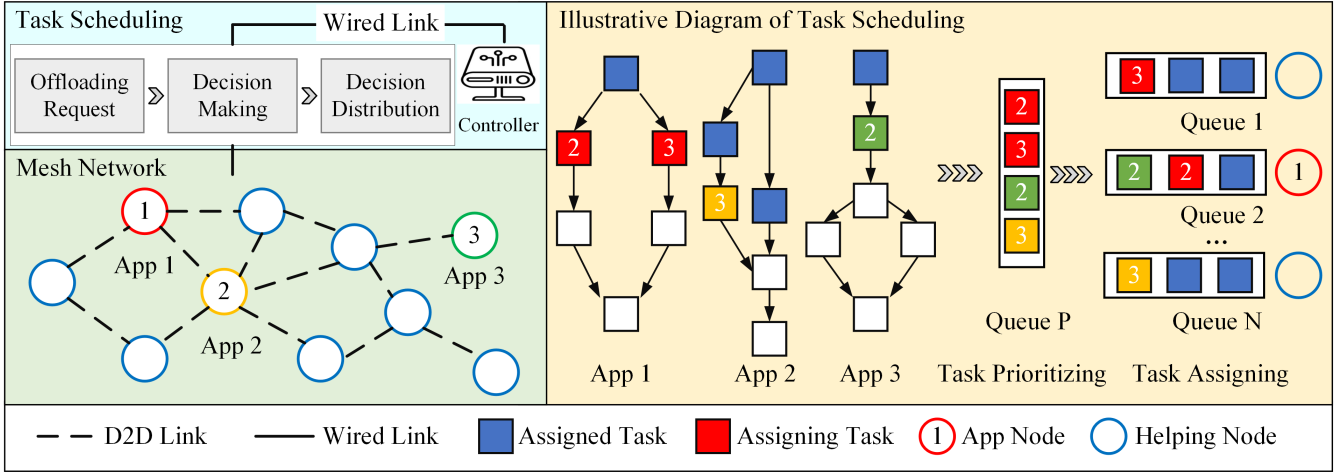 Task Scheduling
Wired Link
Offloading
Request
Decision
Making
Decision
Distribution
Controller
Mesh Network
1
App 1
2
App 2
3
App 3
Illustrative Diagram of Task Scheduling
2
3
App 1
3
App 2
2
App 3
2
3
2
3
Queue P
Task Prioritizing
3
Queue 1
2 2 1
Queue 2
...
3
Queue N
Task Assigning
D2D Link
Wired Link
Assigned Task
Assigning Task
1 App Node
Helping Node